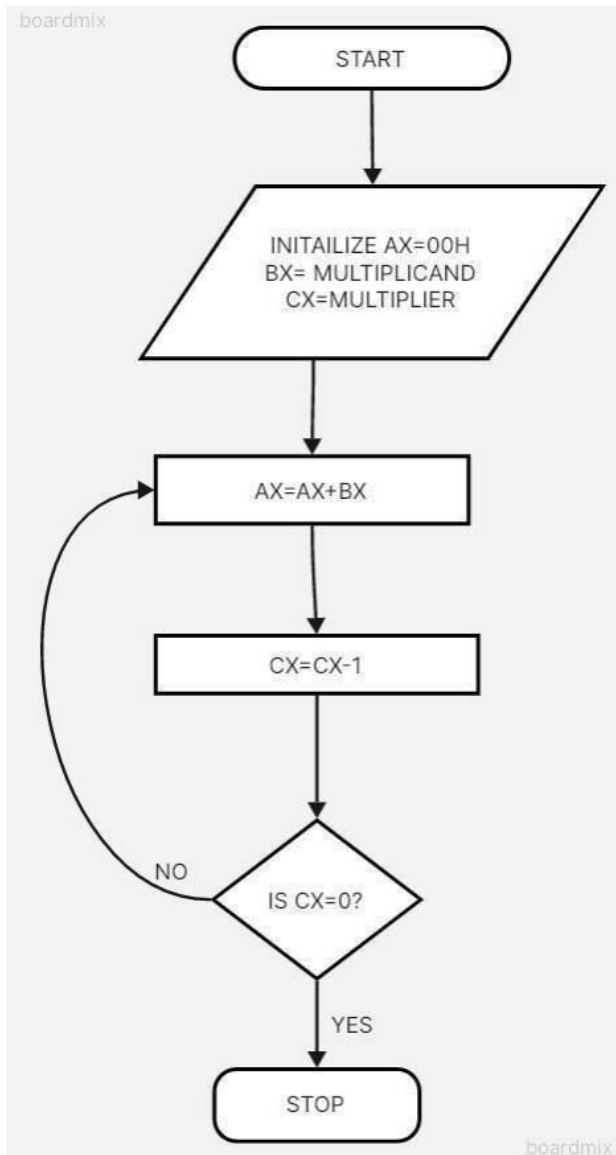 boardmix
START
INITAILIZE AX=00H
BX= MULTIPLICAND
CX=MULTIPLIER
AX=AX+BX
CX=CX-1
NO
IS CX=0?
YES
STOP
boardmix